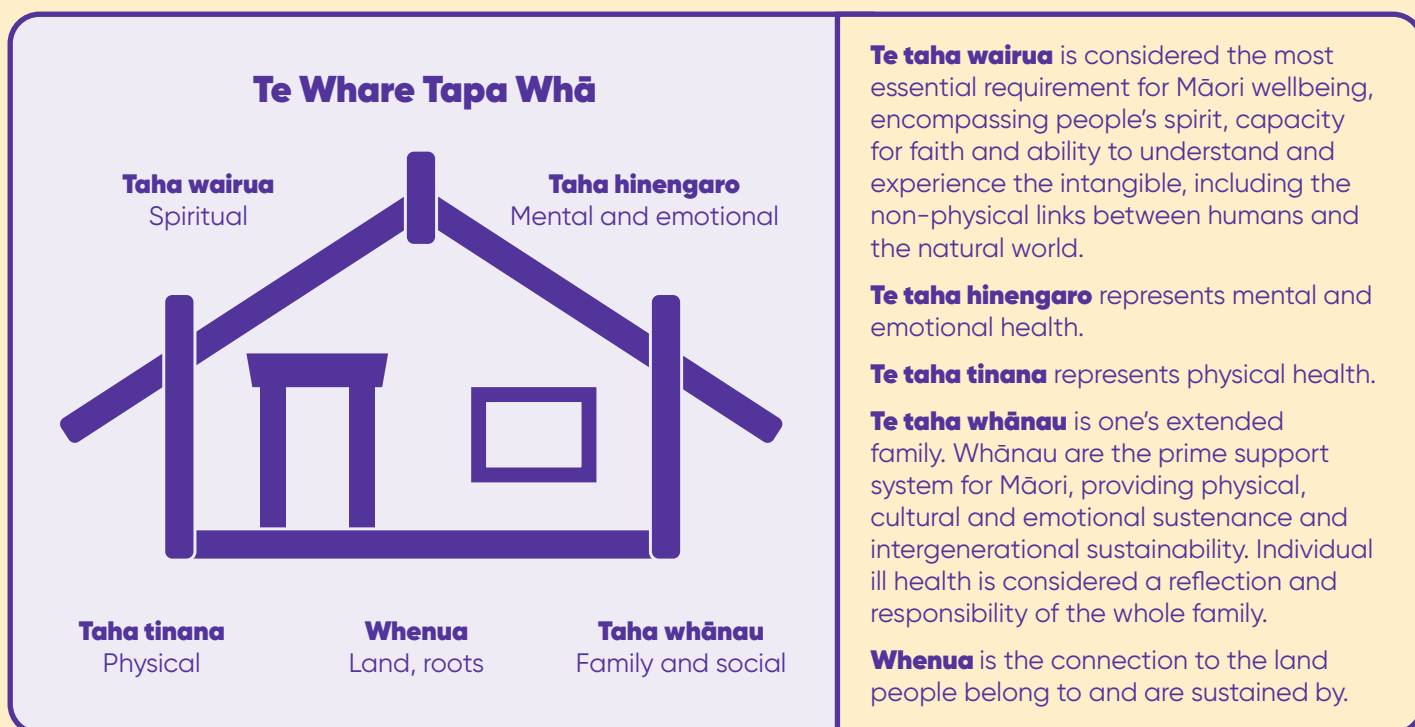 Te Whare Tapa Whā
Taha wairua
Spiritual
Taha hinengaro
Mental and emotional
Taha tinana
Physical
Whenua
Land, roots
Taha whānau
Family and social
Te taha wairua is considered the most
essential requirement for Māori wellbeing,
encompassing people’s spirit, capacity
for faith and ability to understand and
experience the intangible, including the
non-physical links between humans and
the natural world.
Te taha hinengaro represents mental and
emotional health.
Te taha tinana represents physical health.
Te taha whānau is one’s extended
family. Whānau are the prime support
system for Māori, providing physical,
cultural and emotional sustenance and
intergenerational sustainability. Individual
ill health is considered a reflection and
responsibility of the whole family.
Whenua is the connection to the land
people belong to and are sustained by.